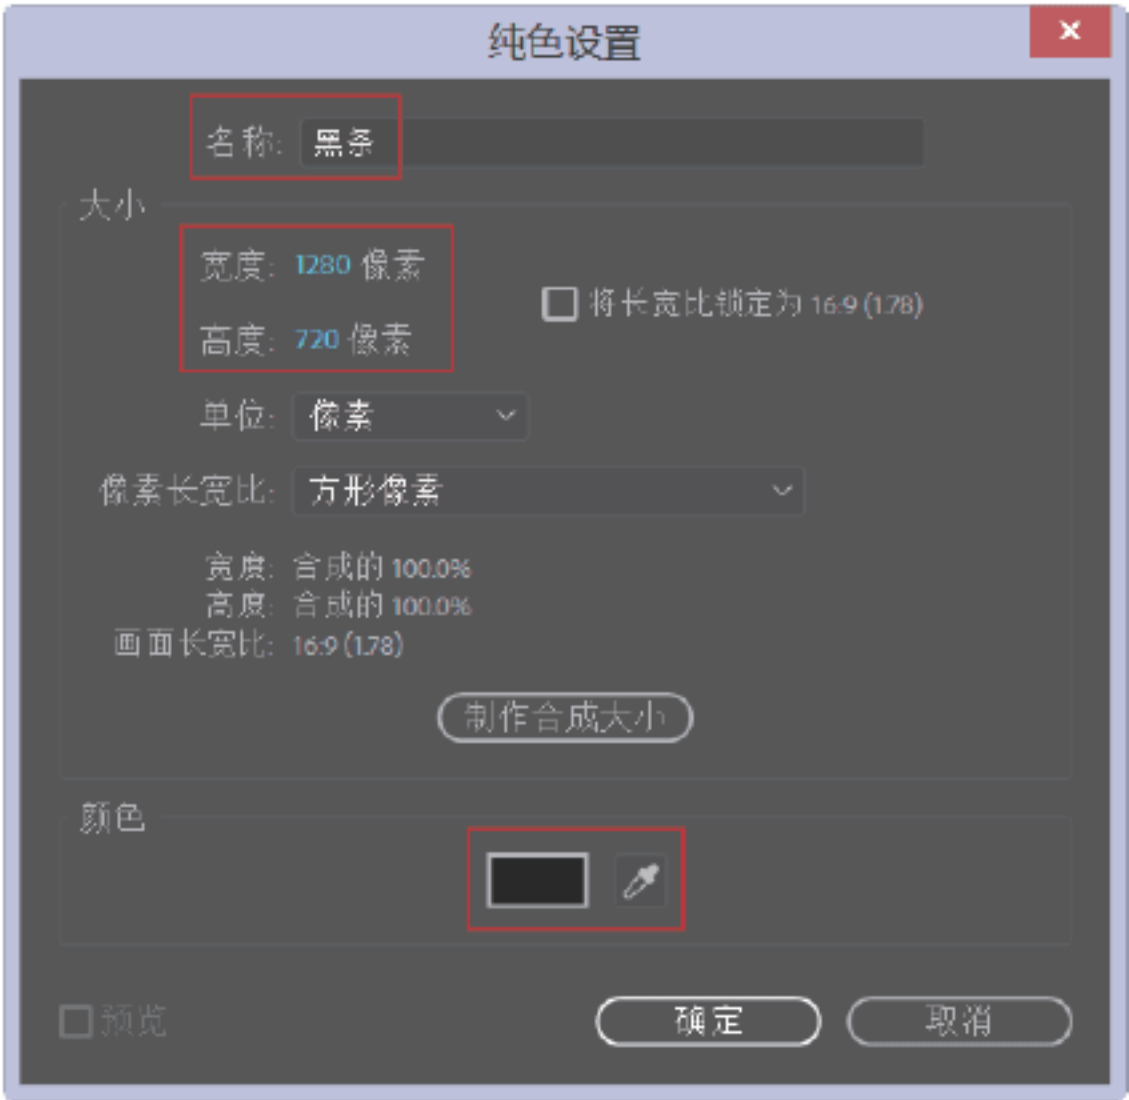 纯色设置
名称: 黑条
大小
宽度: 1280 像素
将长宽比锁定为 16:9 (1.78)
高度: 720 像素
单位: 像素
像素长宽比: 方形像素
宽度: 合成的 100.0%
高度: 合成的 100.0%
画面长宽比: 16:9 (1.78)
制作合成大小
颜色
预览
确定
取消